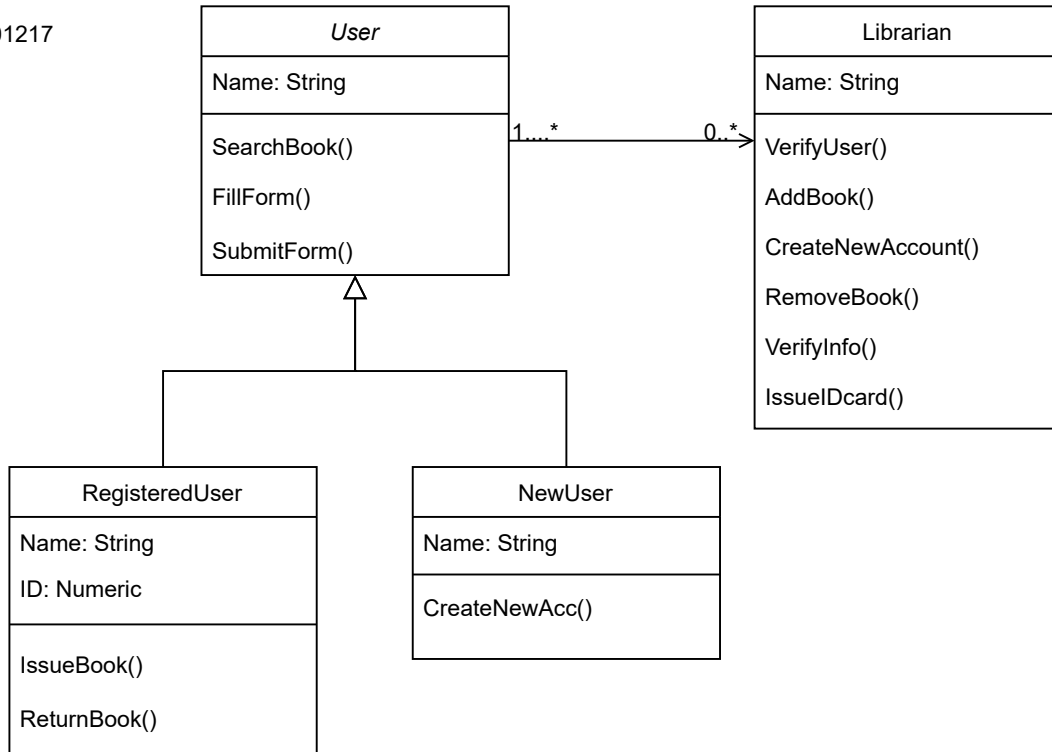 User
Name: String
SearchBook()
FillForm()
SubmitForm()
1....*
0..*
Librarian
Name: String
VerifyUser()
AddBook()
CreateNewAccount()
RemoveBook()
VerifyInfo()
IssueIDcard()
RegisteredUser
Name: String
ID: Numeric
IssueBook()
ReturnBook()
NewUser
Name: String
CreateNewAcc()